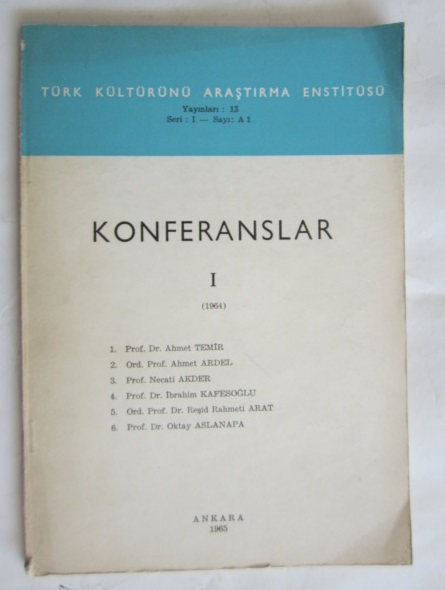 TÜRK KÜLTÜRÜNÜ ARAŞTIRMA ENSTİTÜSÜ
Yayınları : 13
Seri : I — Sayı: A 1
KONFERANSLAR
I
(1964)
1. Prof. Dr. Ahmet TEMİR
2. Ord. Prof. Ahmet ARDEL
3. Prof. Necati AKDER
4. Prof. Dr. İbrahim KAFESOĞLU
5. Ord. Prof. Dr. Reşid Rahmeti ARAT
6. Prof. Dr. Oktay ASLANAPA
ANKARA
1965